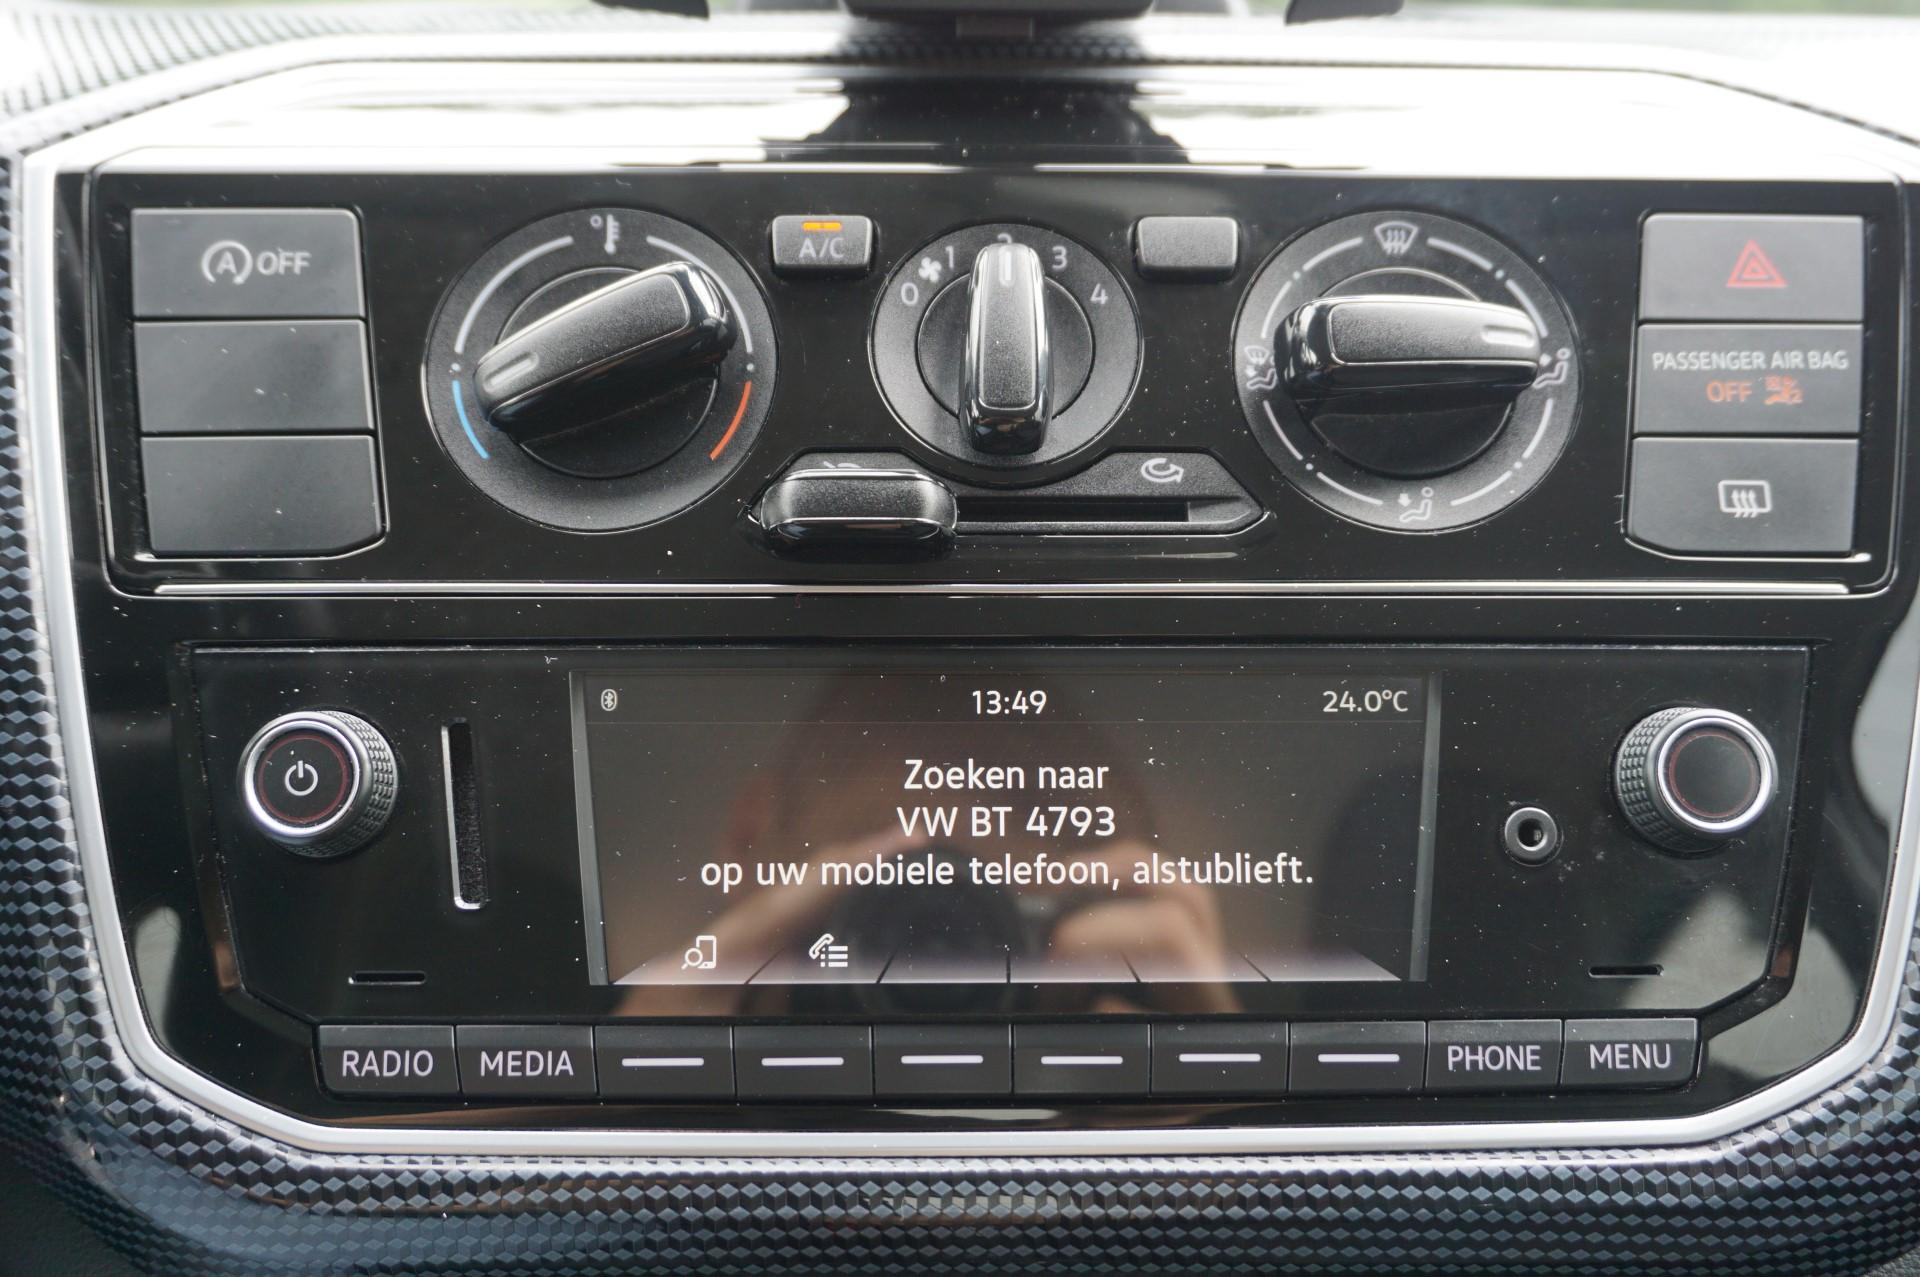 A OFF
A/C
0 1 2 3 4
PASSENGER AIR BAG
OFF
13:49 24.0°C
Zoeken naar
VW BT 4793
op uw mobiele telefoon, alstublieft.
RADIO MEDIA PHONE MENU